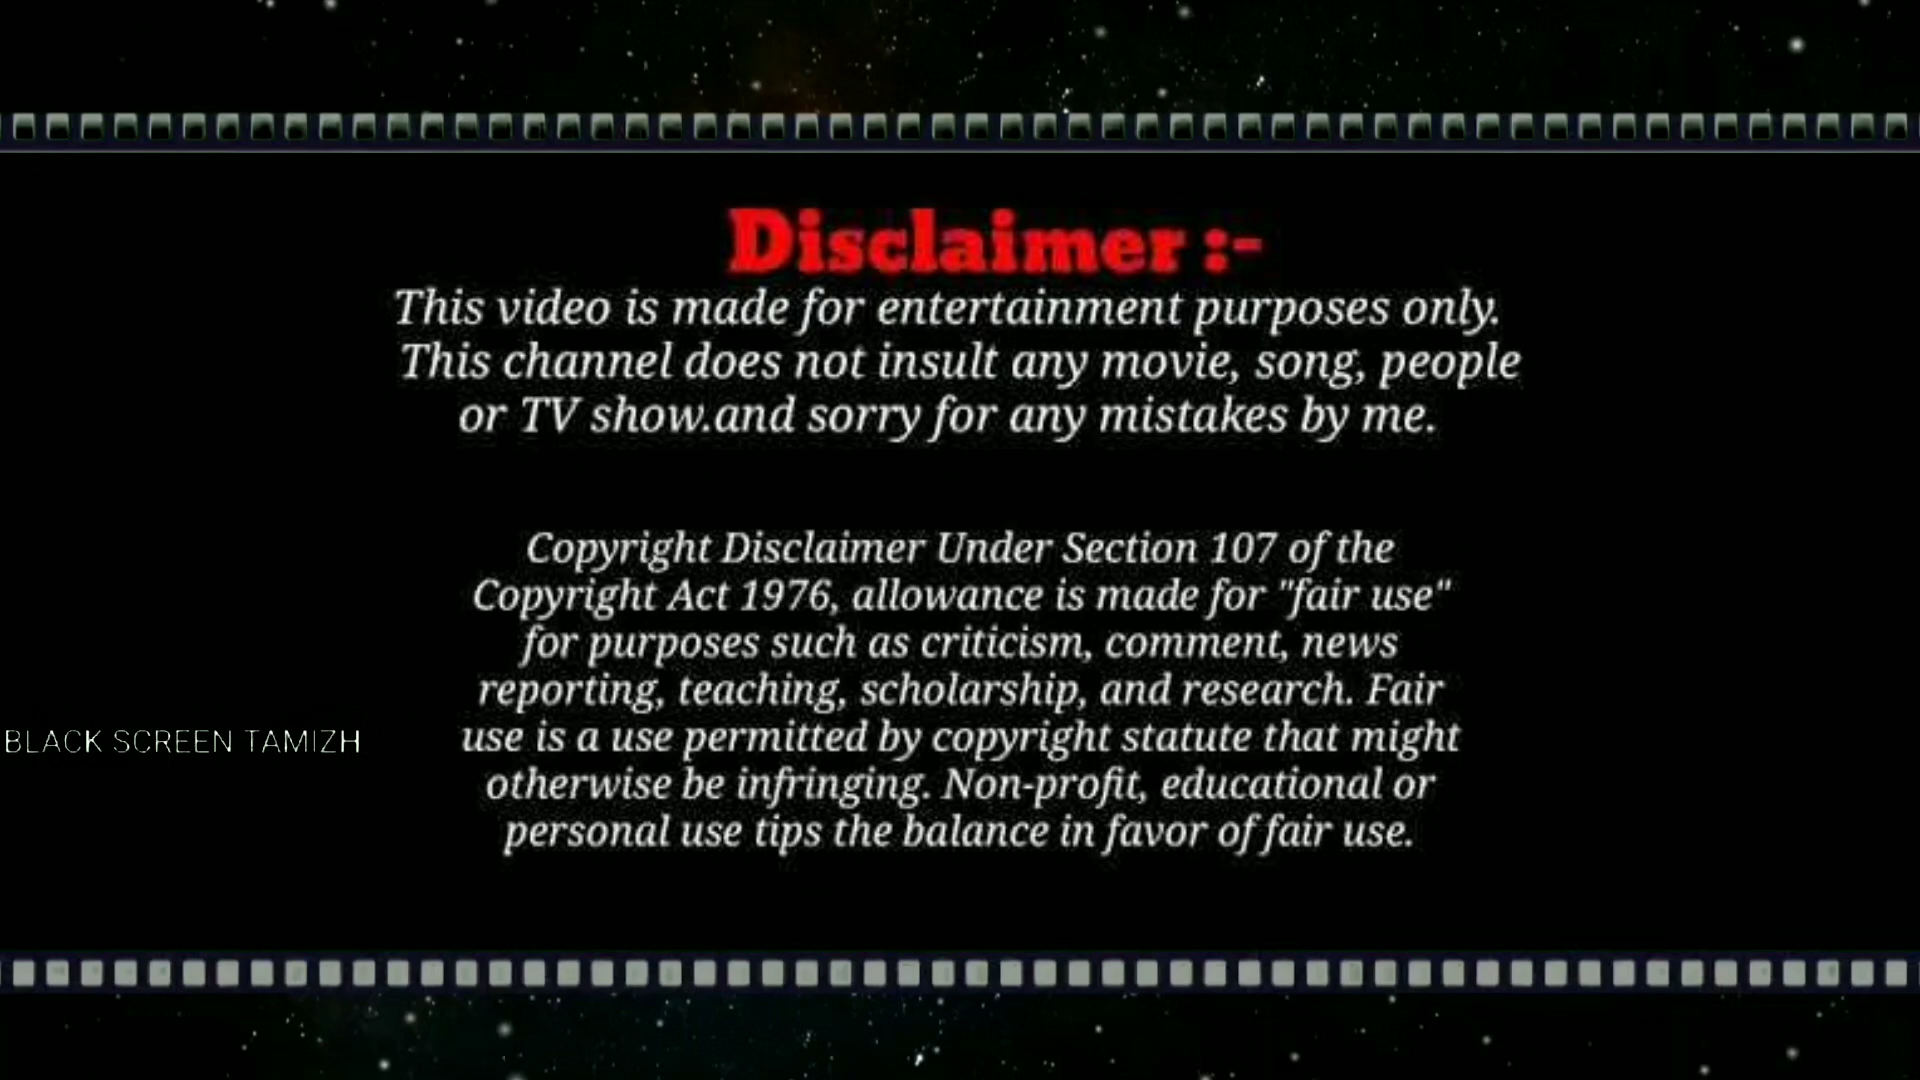 Disclaimer :-
This video is made for entertainment purposes only.
This channel does not insult any movie, song, people
or TV show.and sorry for any mistakes by me.
Copyright Disclaimer Under Section 107 of the
Copyright Act 1976, allowance is made for "fair use"
for purposes such as criticism, comment, news
reporting, teaching, scholarship, and research. Fair
use is a use permitted by copyright statute that might
otherwise be infringing. Non-profit, educational or
personal use tips the balance in favor of fair use.
BLACK SCREEN TAMIZH